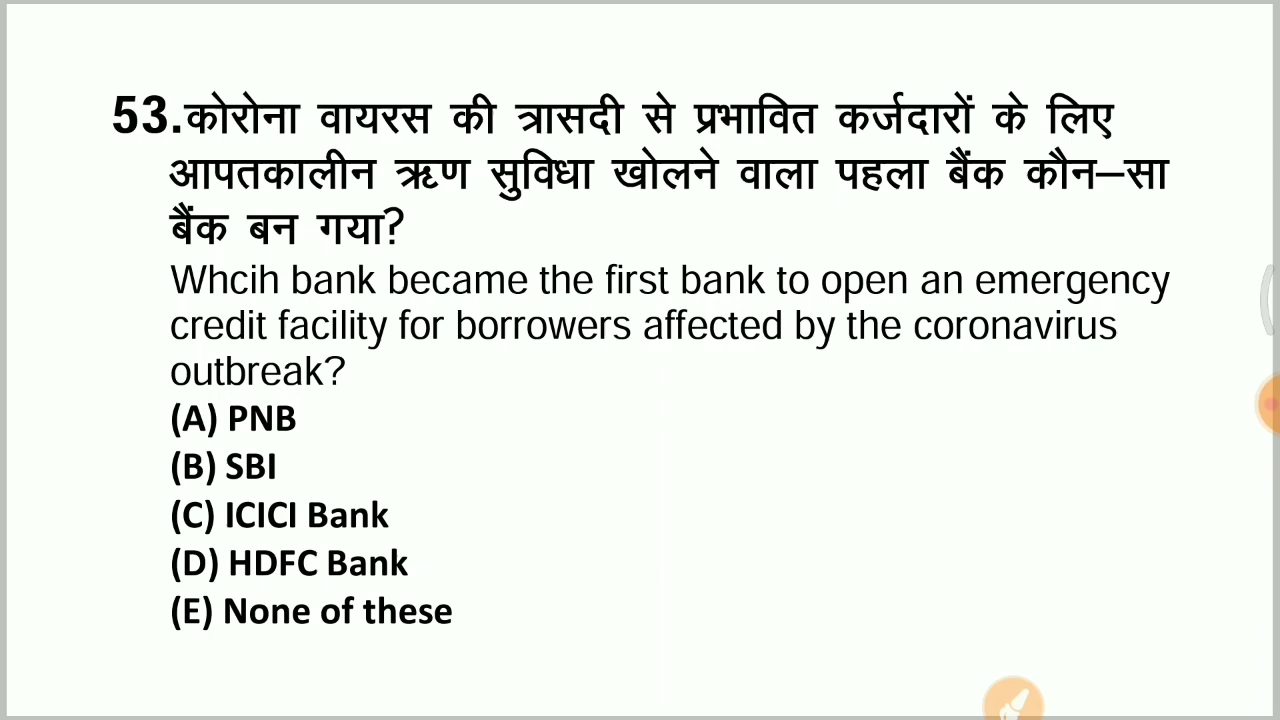 53.कोरोना वायरस की त्रासदी से प्रभावित कर्जदारों के लिए
आपतकालीन ऋण सुविधा खोलने वाला पहला बैंक कौन–सा
बैंक बन गया?
Whcih bank became the first bank to open an emergency
credit facility for borrowers affected by the coronavirus
outbreak?
(A) PNB
(B) SBI
(C) ICICI Bank
(D) HDFC Bank
(E) None of these